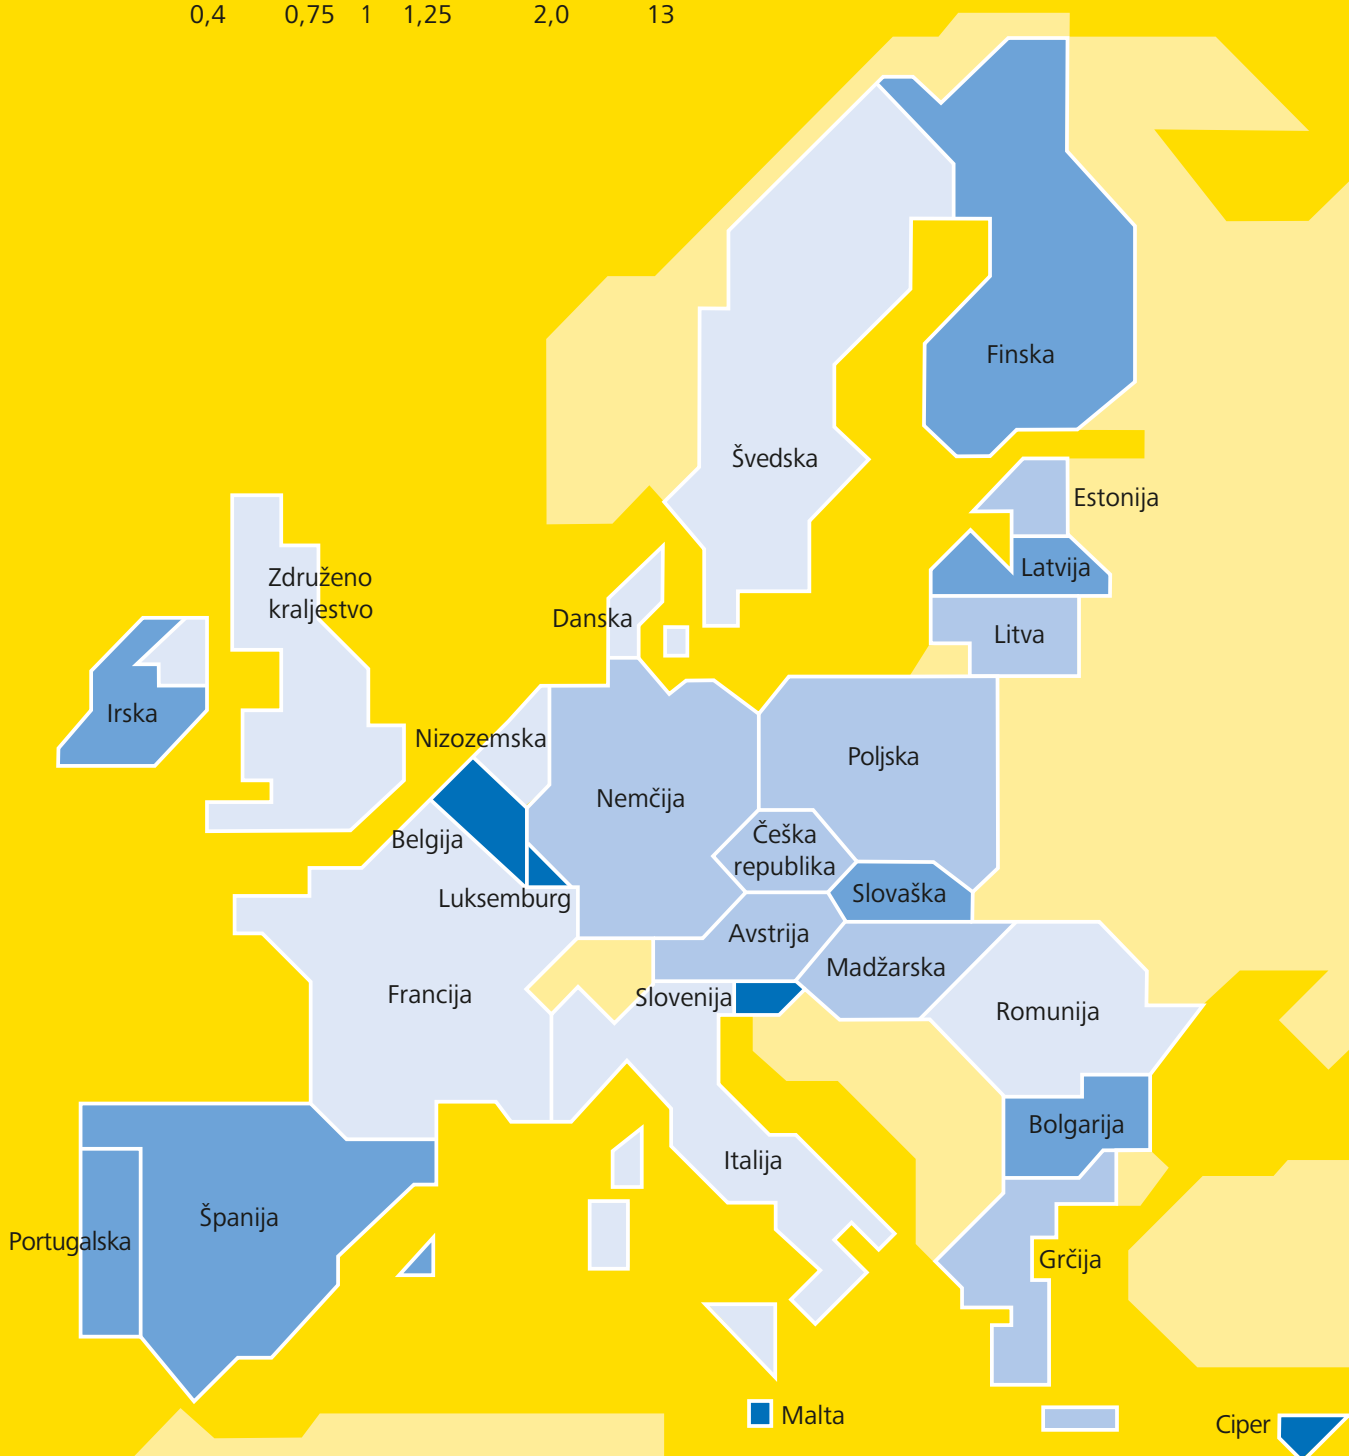 0,4 0,75 1 1,25 2,0 13
Finska
Švedska
Estonija
Latvija
Združeno
kraljestvo
Danska
Litva
Irska
Nizozemska
Poljska
Nemčija
Češka
republika
Belgija
Slovaška
Luksemburg
Avstrija
Madžarska
Francija
Slovenija
Romunija
Bolgarija
Italija
Španija
Portugalska
Grčija
Malta
Ciper